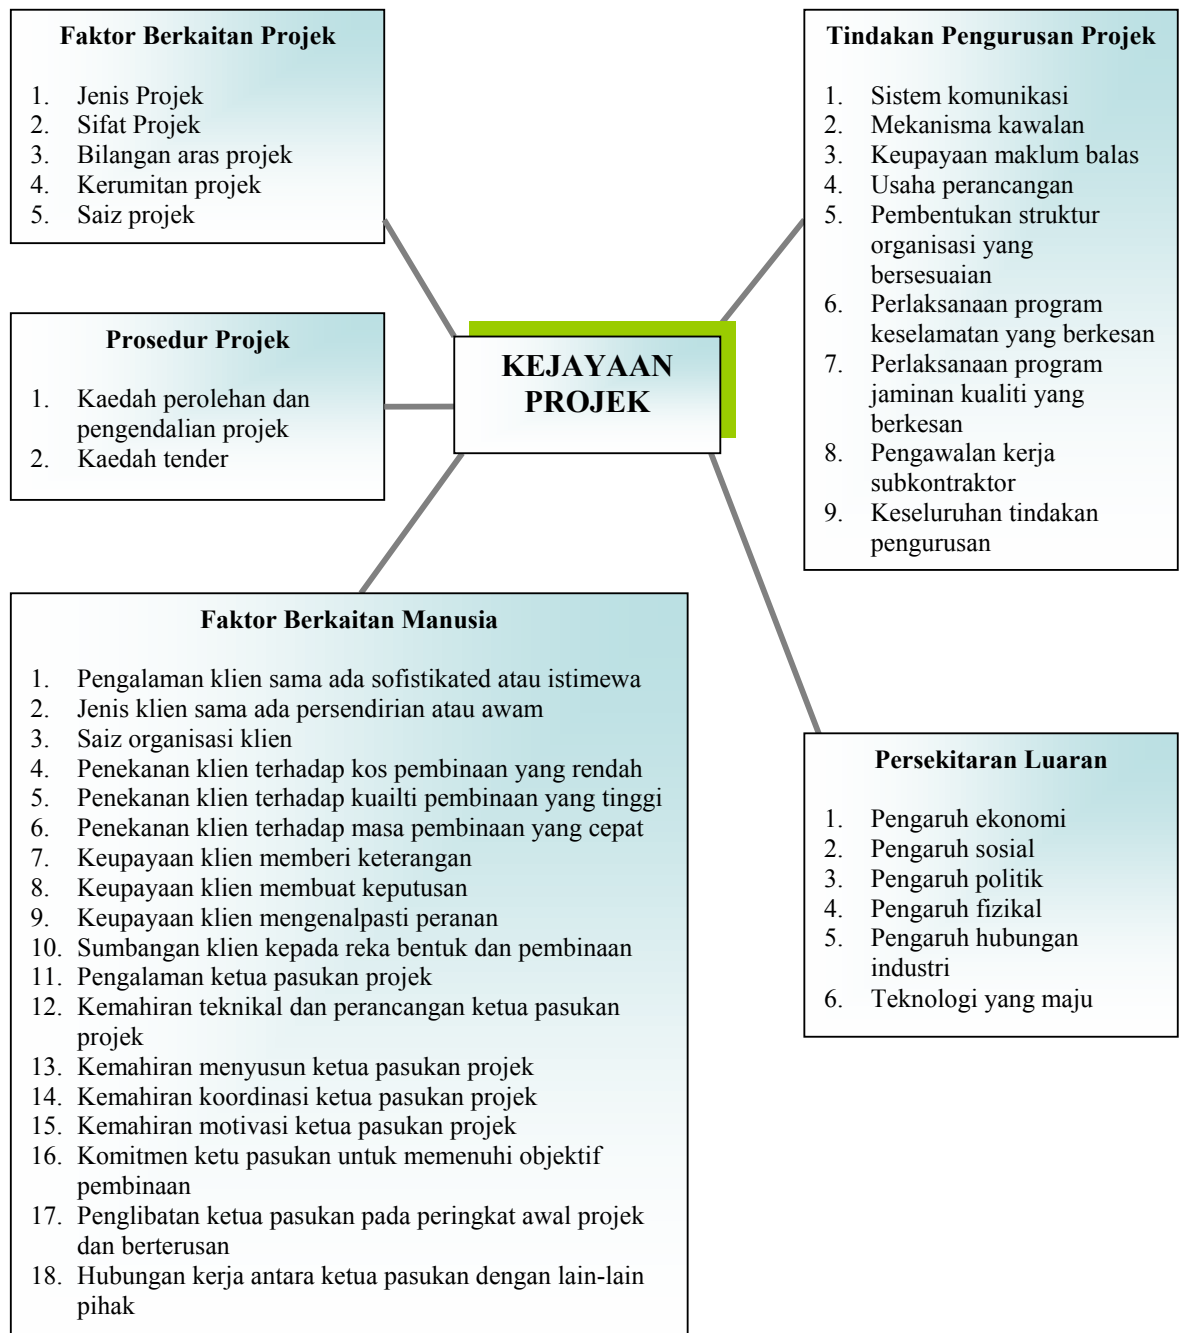 Faktor Berkaitan Projek
1. Jenis Projek
2. Sifat Projek
3. Bilangan aras projek
4. Kerumitan projek
5. Saiz projek
Prosedur Projek
1. Kaedah perolehan dan
pengendalian projek
2. Kaedah tender
KEJAYAAN
PROJEK
Tindakan Pengurusan Projek
1. Sistem komunikasi
2. Mekanisma kawalan
3. Keupayaan maklum balas
4. Usaha perancangan
5. Pembentukan struktur
organisasi yang
bersesuaian
6. Perlaksanaan program
keselamatan yang berkesan
7. Perlaksanaan program
jaminan kualiti yang
berkesan
8. Pengawalan kerja
subkontraktor
9. Keseluruhan tindakan
pengurusan
Faktor Berkaitan Manusia
1. Pengalaman klien sama ada sofistikated atau istimewa
2. Jenis klien sama ada persendirian atau awam
3. Saiz organisasi klien
4. Penekanan klien terhadap kos pembinaan yang rendah
5. Penekanan klien terhadap kuailti pembinaan yang tinggi
6. Penekanan klien terhadap masa pembinaan yang cepat
7. Keupayaan klien memberi keterangan
8. Keupayaan klien membuat keputusan
9. Keupayaan klien mengenalpasti peranan
10. Sumbangan klien kepada reka bentuk dan pembinaan
11. Pengalaman ketua pasukan projek
12. Kemahiran teknikal dan perancangan ketua pasukan
projek
13. Kemahiran menyusun ketua pasukan projek
14. Kemahiran koordinasi ketua pasukan projek
15. Kemahiran motivasi ketua pasukan projek
16. Komitmen ketu pasukan untuk memenuhi objektif
pembinaan
17. Penglibatan ketua pasukan pada peringkat awal projek
dan berterusan
18. Hubungan kerja antara ketua pasukan dengan lain-lain
pihak
Persekitaran Luaran
1. Pengaruh ekonomi
2. Pengaruh sosial
3. Pengaruh politik
4. Pengaruh fizikal
5. Pengaruh hubungan
industri
6. Teknologi yang maju